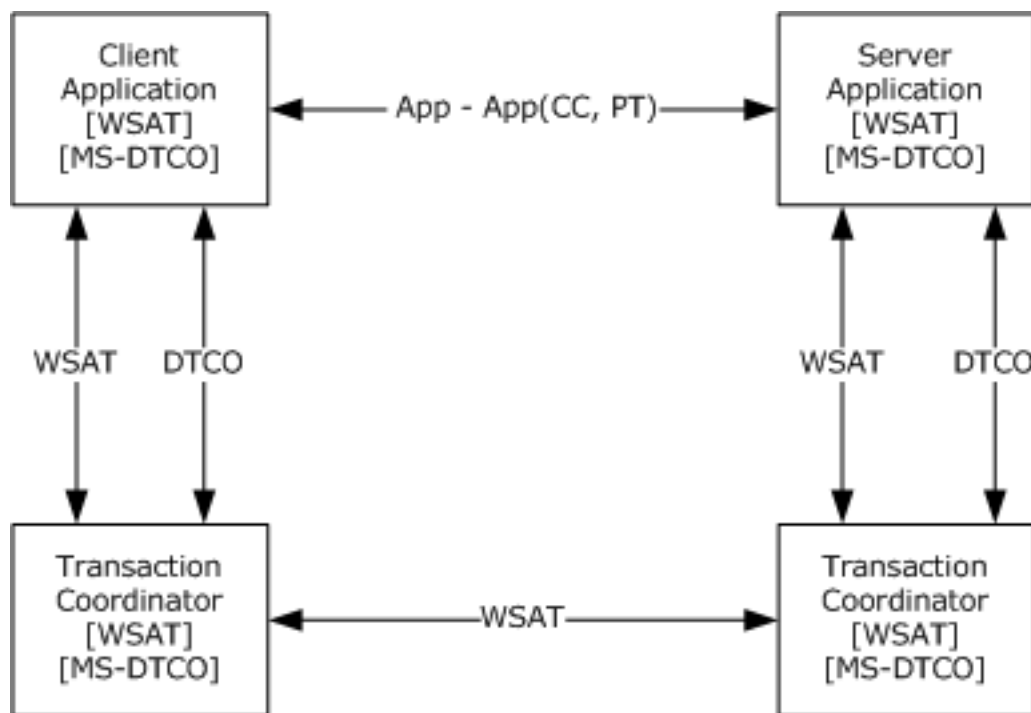 Client
Application
[WSAT]
[MS-DTCO]
App - App(CC, PT)
Server
Application
[WSAT]
[MS-DTCO]
WSAT
DTCO
WSAT
DTCO
Transaction
Coordinator
[WSAT]
[MS-DTCO]
WSAT
Transaction
Coordinator
[WSAT]
[MS-DTCO]